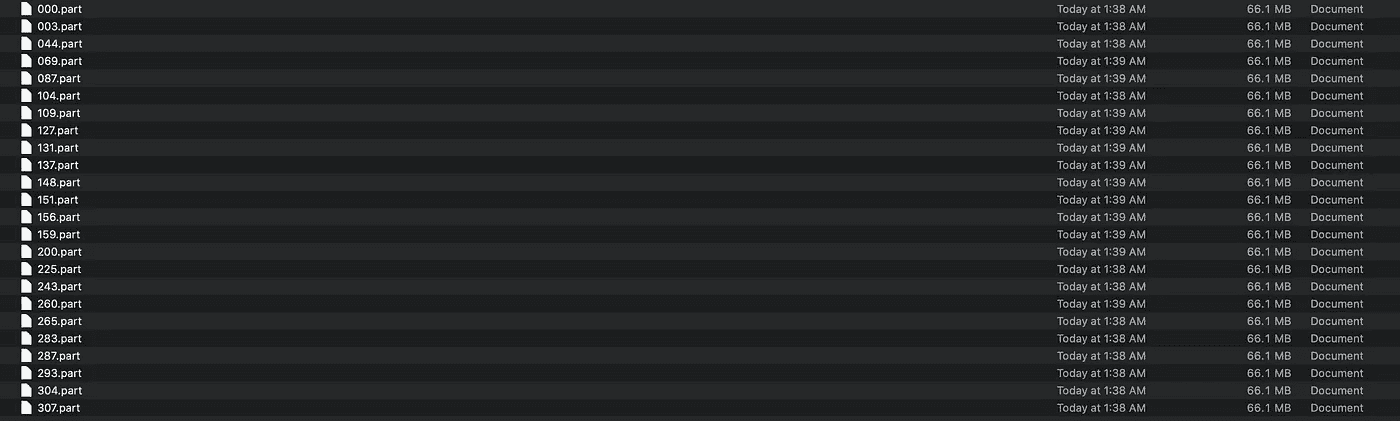 000.part Today at 1:38 AM 66.1 MB Document
003.part Today at 1:38 AM 66.1 MB Document
044.part Today at 1:38 AM 66.1 MB Document
069.part Today at 1:39 AM 66.1 MB Document
087.part Today at 1:39 AM 66.1 MB Document
104.part Today at 1:38 AM 66.1 MB Document
109.part Today at 1:39 AM 66.1 MB Document
127.part Today at 1:39 AM 66.1 MB Document
131.part Today at 1:39 AM 66.1 MB Document
137.part Today at 1:39 AM 66.1 MB Document
148.part Today at 1:39 AM 66.1 MB Document
151.part Today at 1:39 AM 66.1 MB Document
156.part Today at 1:39 AM 66.1 MB Document
159.part Today at 1:39 AM 66.1 MB Document
200.part Today at 1:39 AM 66.1 MB Document
225.part Today at 1:38 AM 66.1 MB Document
243.part Today at 1:38 AM 66.1 MB Document
260.part Today at 1:39 AM 66.1 MB Document
265.part Today at 1:38 AM 66.1 MB Document
283.part Today at 1:38 AM 66.1 MB Document
287.part Today at 1:38 AM 66.1 MB Document
293.part Today at 1:38 AM 66.1 MB Document
304.part Today at 1:38 AM 66.1 MB Document
307.part Today at 1:38 AM 66.1 MB Document